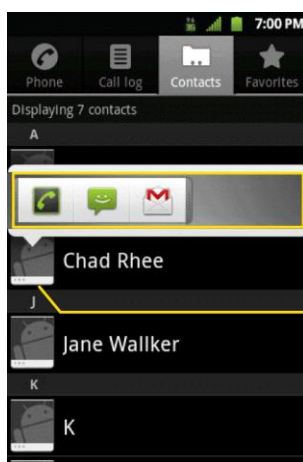 7:00 PM
Phone Call log Contacts Favorites
Displaying 7 contacts
A
Chad Rhee
J
Jane Wallker
K
K